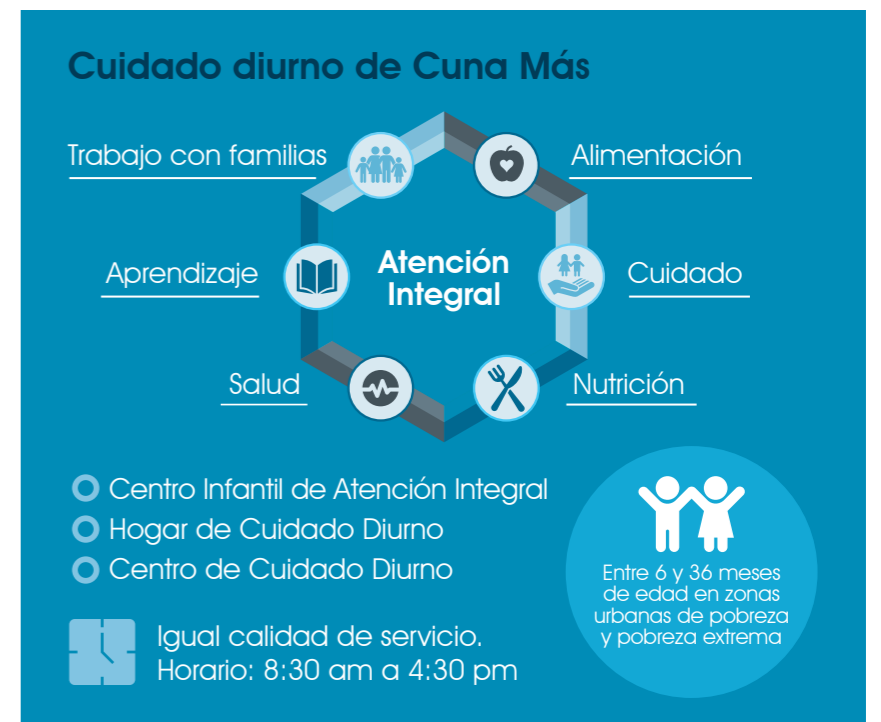 Cuidado diurno de Cuna Más
Trabajo con familias
Alimentación
Aprendizaje
Atención
Integral
Cuidado
Salud
Nutrición
Centro Infantil de Atención Integral
Hogar de Cuidado Diurno
Centro de Cuidado Diurno
Igual calidad de servicio.
Horario: 8:30 am a 4:30 pm
Entre 6 y 36 meses
de edad en zonas
urbanas de pobreza
y pobreza extrema